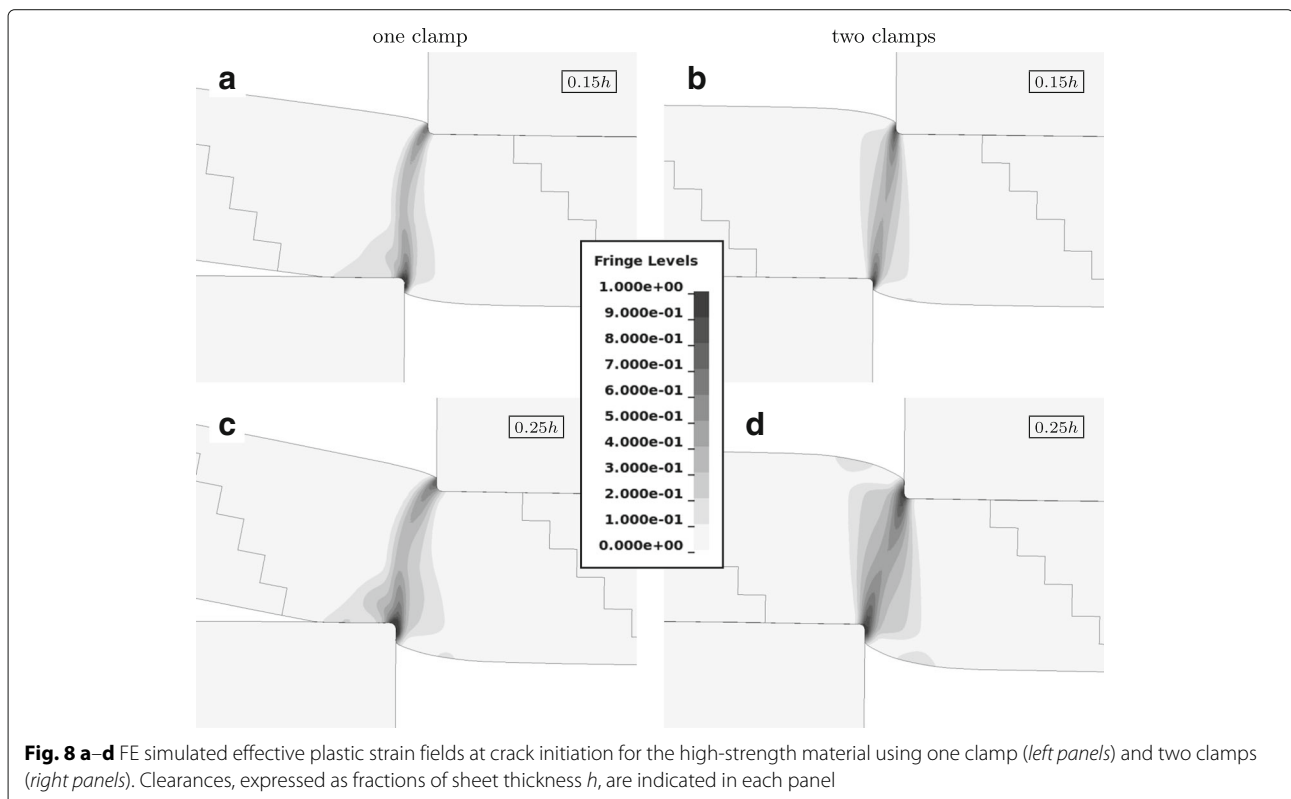 one clamp
two clamps
a
0.15h
b
0.15h
Fringe Levels
1.000e+00
9.000e-01
8.000e-01
7.000e-01
6.000e-01
5.000e-01
4.000e-01
3.000e-01
2.000e-01
1.000e-01
0.000e+00
c
0.25h
d
0.25h
Fig. 8 a–d FE simulated effective plastic strain fields at crack initiation for the high-strength material using one clamp (left panels) and two clamps
(right panels). Clearances, expressed as fractions of sheet thickness h, are indicated in each panel